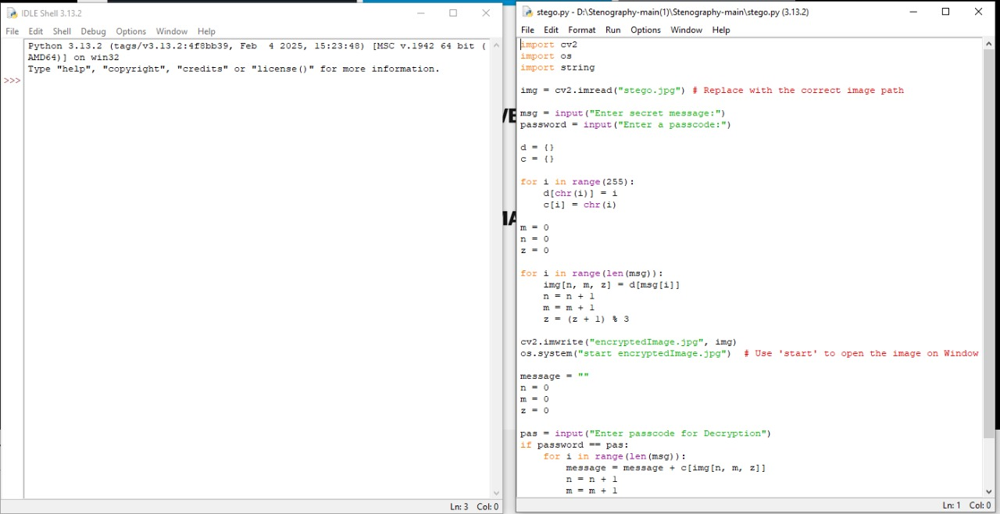 IDLE Shell 3.13.2
File Edit Shell Debug Options Window Help
Python 3.13.2 (tags/v3.13.2:4f8bb39, Feb  4 2025, 15:23:48) [MSC v.1942 64 bit (
AMD64)] on win32
Type "help", "copyright", "credits" or "license()" for more information.
>>>
Ln: 3 Col: 0
stego.py - D:\Stenography-main(1)\Stenography-main\stego.py (3.13.2)
File Edit Format Run Options Window Help
import cv2
import os
import string
img = cv2.imread("stego.jpg") # Replace with the correct image path
msg = input("Enter secret message:")
password = input("Enter a passcode:")
d = {}
c = {}
for i in range(255):
    d[chr(i)] = i
    c[i] = chr(i)
m = 0
n = 0
z = 0
for i in range(len(msg)):
    img[n, m, z] = d[msg[i]]
    n = n + 1
    m = m + 1
    z = (z + 1) % 3
cv2.imwrite("encryptedImage.jpg", img)
os.system("start encryptedImage.jpg")  # Use 'start' to open the image on Window
message = ""
n = 0
m = 0
z = 0
pas = input("Enter passcode for Decryption")
if password == pas:
    for i in range(len(msg)):
        message = message + c[img[n, m, z]]
        n = n + 1
        m = m + 1
Ln: 1 Col: 0